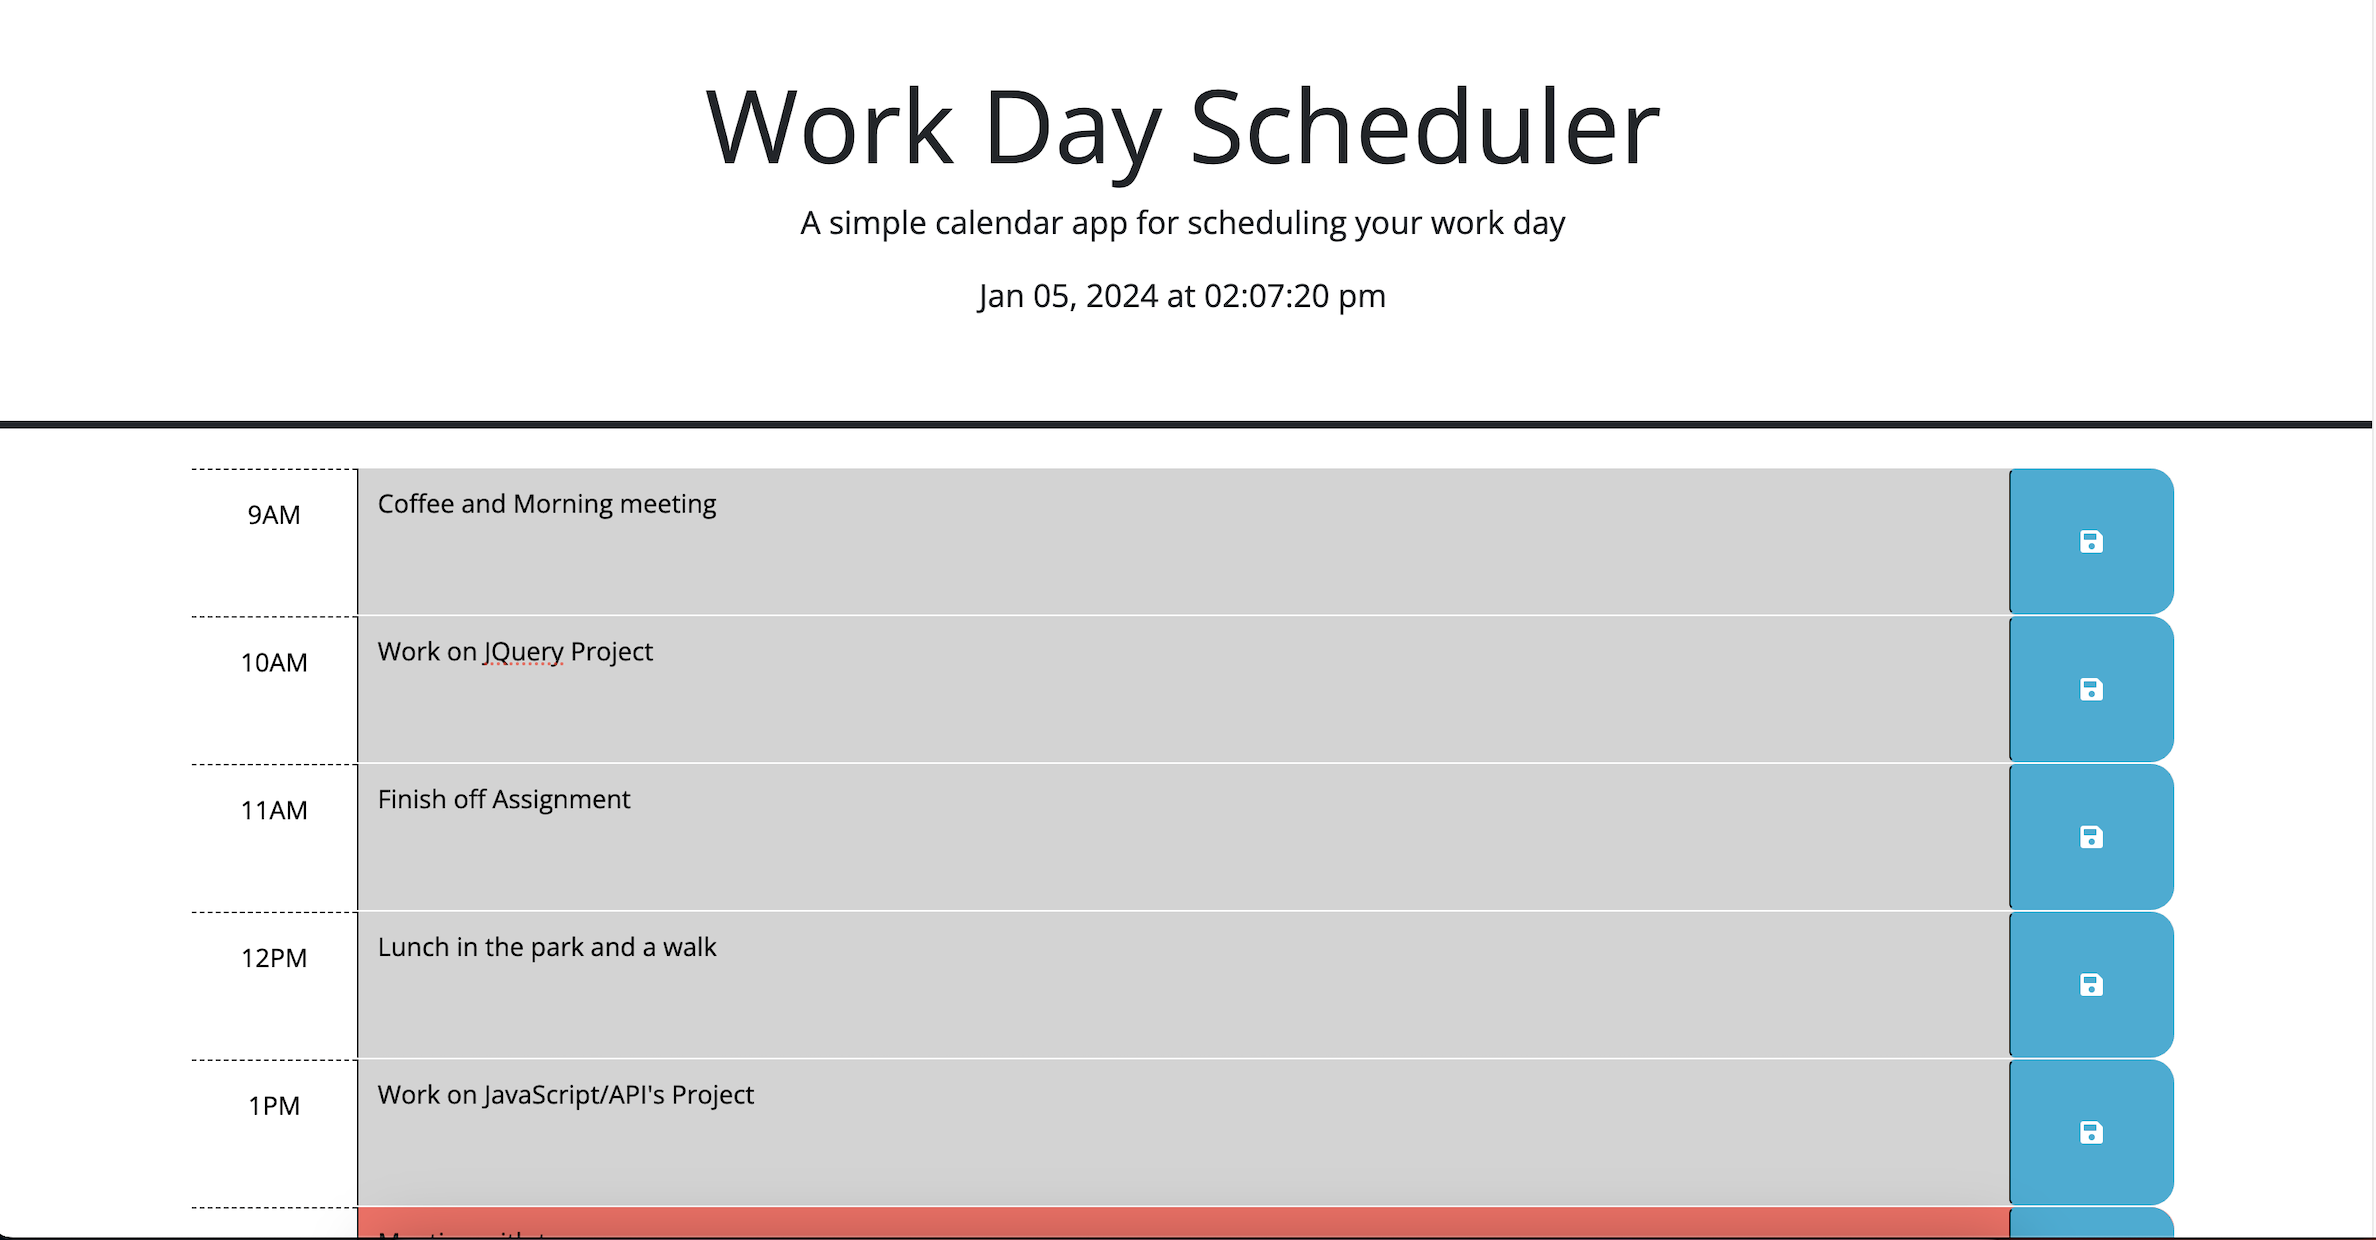 Work Day Scheduler
A simple calendar app for scheduling your work day
Jan 05, 2024 at 02:07:20 pm
9AM
Coffee and Morning meeting
10AM
Work on JQuery Project
11AM
Finish off Assignment
12PM
Lunch in the park and a walk
1PM
Work on JavaScript/API's Project